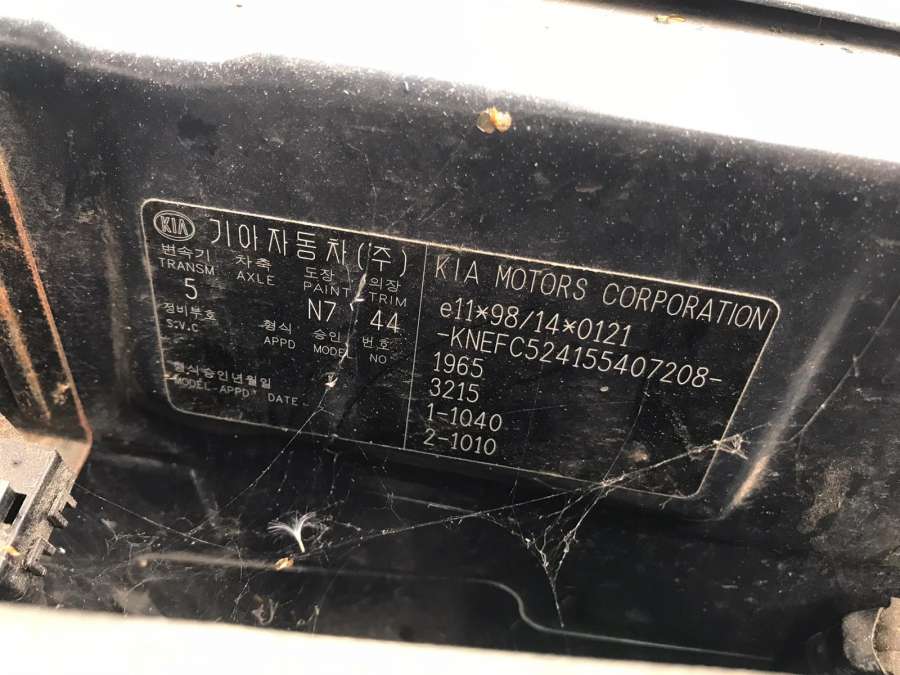 KIA 기아자동차(주)
변속기 차축 도장 의장
TRANSM AXLE PAINT TRIM
5 N7 44
정비부호 형식 승인 번호
S.V.C APPD MODEL NO
형식승인년월일
MODEL APPD' DATE.
KIA MOTORS CORPORATION
e11*98/14*0121
-KNEFC524155407208-
1965
3215
1-1040
2-1010